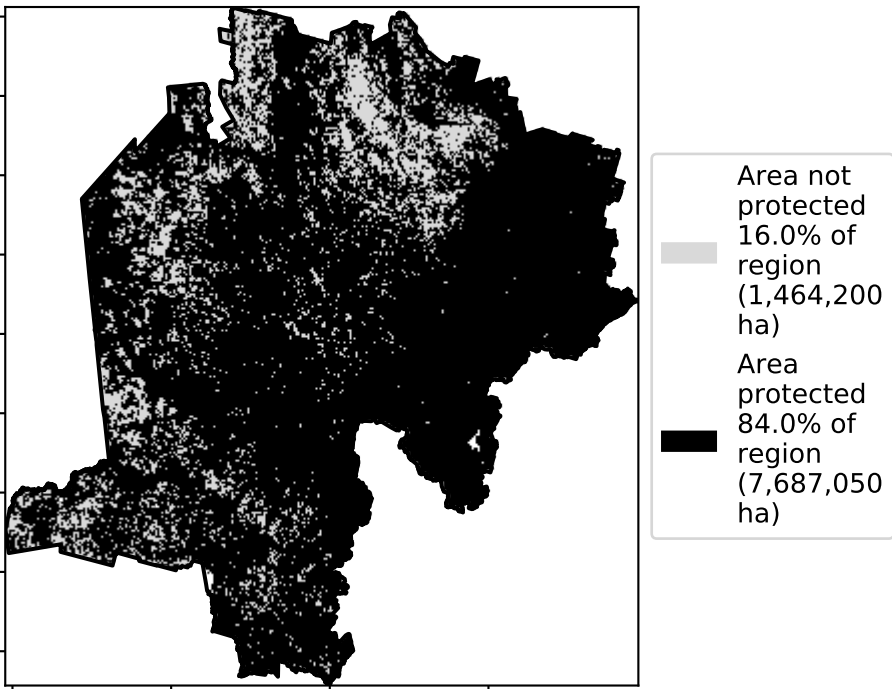 Area not
protected
16.0% of
region
(1,464,200
ha)
Area
protected
84.0% of
region
(7,687,050
ha)